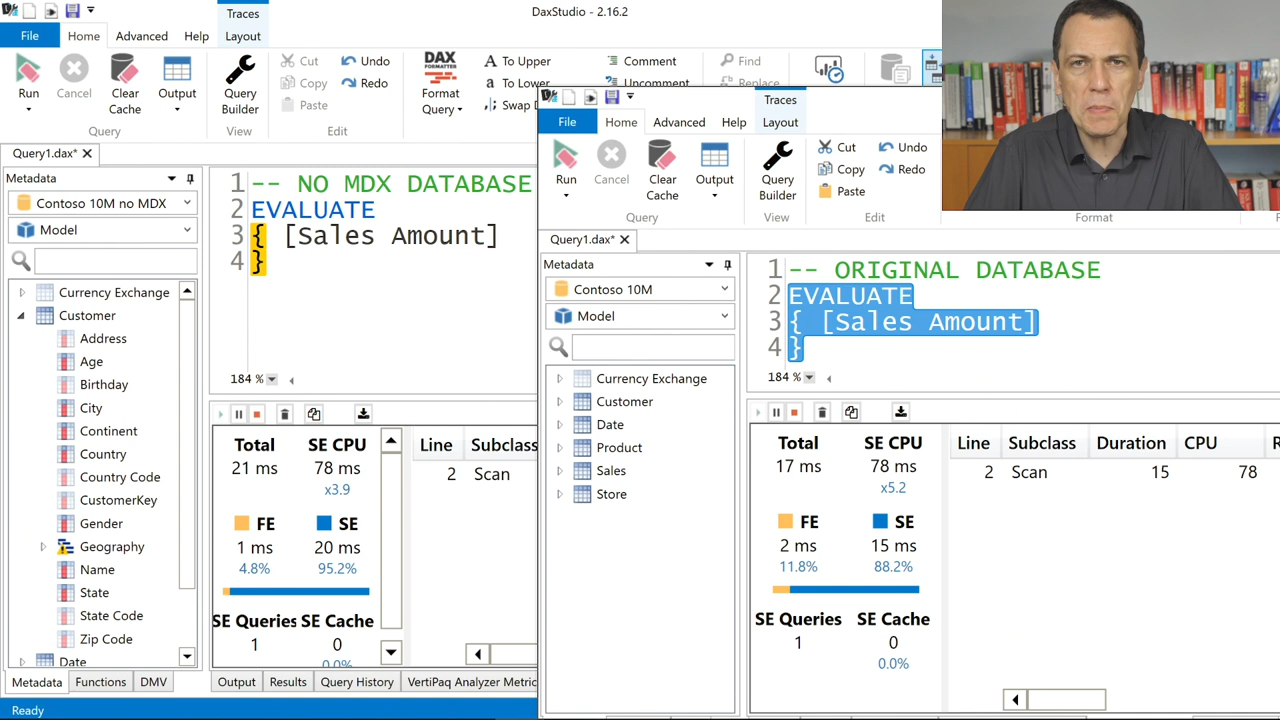 DaxStudio - 2.16.2
Traces
File Home Advanced Help Layout
Run
Cancel
Clear
Cache
Output
Query
Query
Builder
View
Cut
Copy
Paste
Undo
Redo
Edit
DAX
FORMATTER
Format
Query
To Upper
To Lower
Swap
Comment
Uncomment
Find
Replace
Query1.dax*
Metadata
Contoso 10M no MDX
Model
Currency Exchange
Customer
Address
Age
Birthday
City
Continent
Country
Country Code
CustomerKey
Gender
Geography
Name
State
State Code
Zip Code
Date
Metadata Functions DMV
Ready
1 -- NO MDX DATABASE
2 EVALUATE
3 { [Sales Amount]
4 }
184 %
Total SE CPU
21 ms 78 ms
x3.9
FE SE
1 ms 20 ms
4.8% 95.2%
SE Queries SE Cache
1 0
0.0%
Line Subclass
2 Scan
Output Results Query History VertiPaq Analyzer Metric
Traces
File Home Advanced Help Layout
Run
Cancel
Clear
Cache
Output
Query
Query
Builder
View
Cut
Copy
Paste
Undo
Redo
Edit
Format
Query1.dax*
Metadata
Contoso 10M
Model
Currency Exchange
Customer
Date
Product
Sales
Store
1 -- ORIGINAL DATABASE
2 EVALUATE
3 { [Sales Amount]
4 }
184 %
Total SE CPU
17 ms 78 ms
x5.2
FE SE
2 ms 15 ms
11.8% 88.2%
SE Queries SE Cache
1 0
0.0%
Line Subclass Duration CPU R
2 Scan 15 78